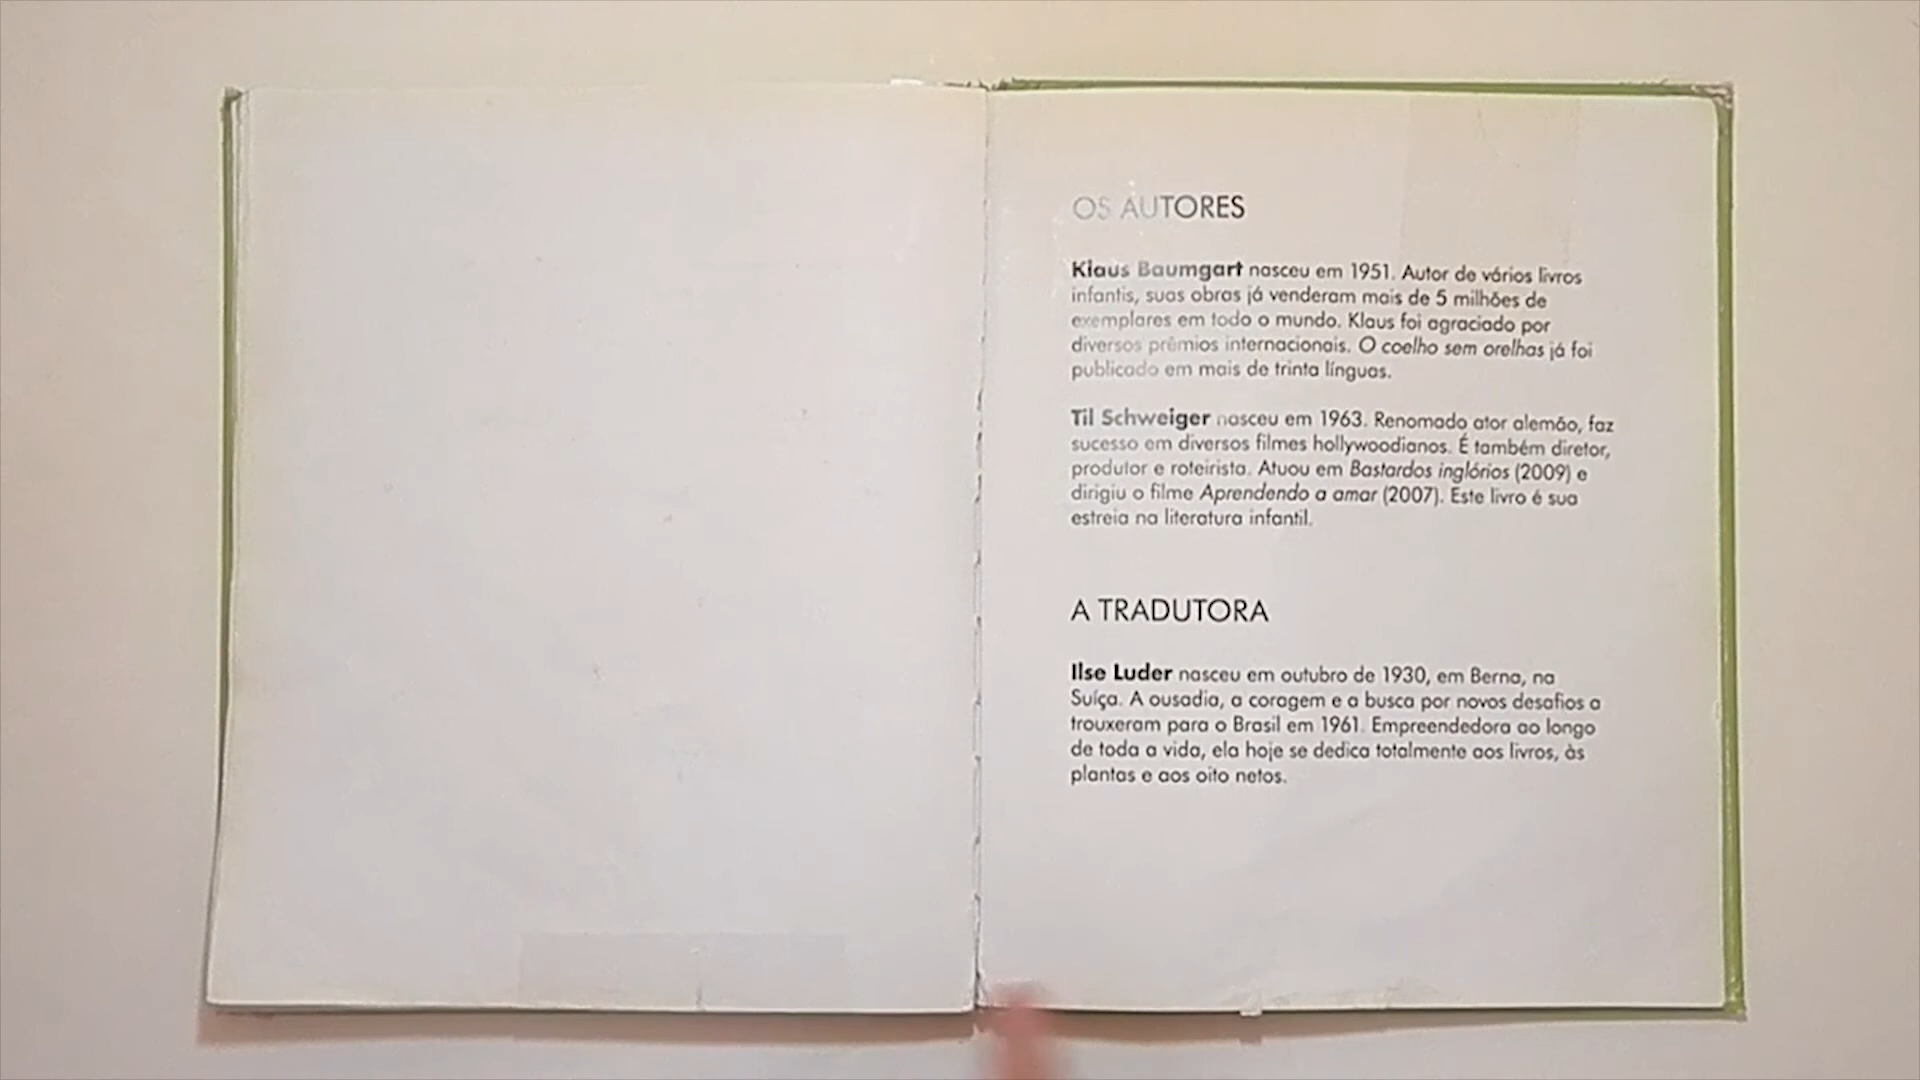 OS AUTORES
Klaus Baumgart nasceu em 1951. Autor de vários livros
infantis, suas obras já venderam mais de 5 milhões de
exemplares em todo o mundo. Klaus foi agraciado por
diversos prêmios internacionais. O coelho sem orelhas já foi
publicado em mais de trinta línguas.
Til Schweiger nasceu em 1963. Renomado ator alemão, faz
sucesso em diversos filmes hollywoodianos. É também diretor,
produtor e roteirista. Atuou em Bastardos inglórios (2009) e
dirigiu o filme Aprendendo a amar (2007). Este livro é sua
estreia na literatura infantil.
A TRADUTORA
Ilse Luder nasceu em outubro de 1930, em Berna, na
Suíça. A ousadia, a coragem e a busca por novos desafios a
trouxeram para o Brasil em 1961. Empreendedora ao longo
de toda a vida, ela hoje se dedica totalmente aos livros, às
plantas e aos oito netos.